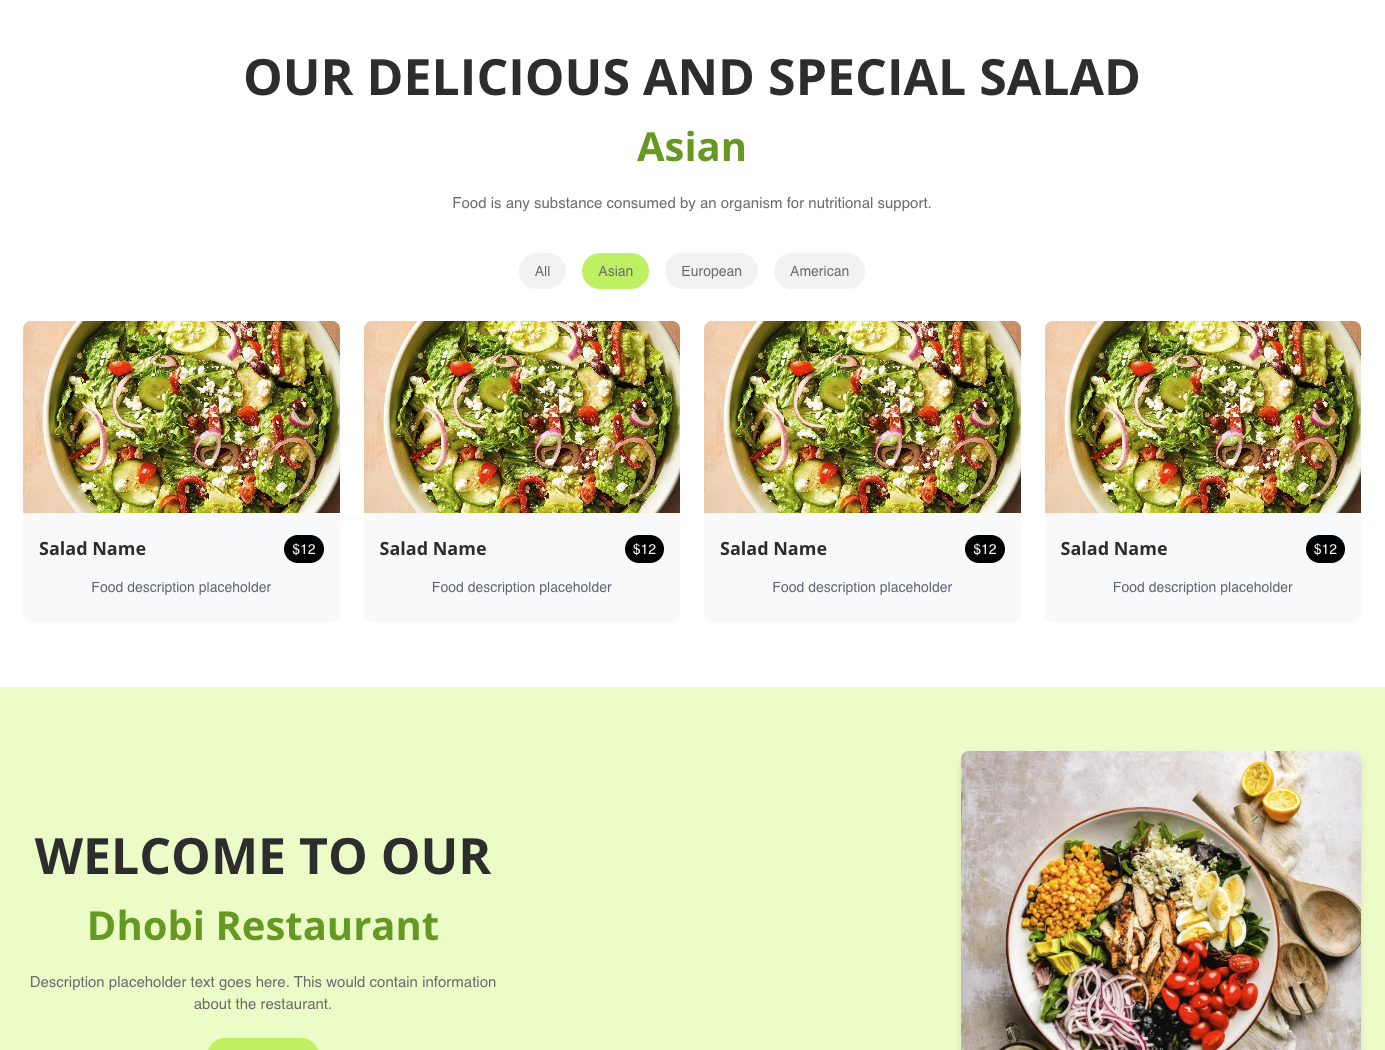 OUR DELICIOUS AND SPECIAL SALAD
Asian
Food is any substance consumed by an organism for nutritional support.
All
Asian
European
American
Salad Name
$12
Food description placeholder
Salad Name
$12
Food description placeholder
Salad Name
$12
Food description placeholder
Salad Name
$12
Food description placeholder
WELCOME TO OUR
Dhobi Restaurant
Description placeholder text goes here. This would contain information
about the restaurant.